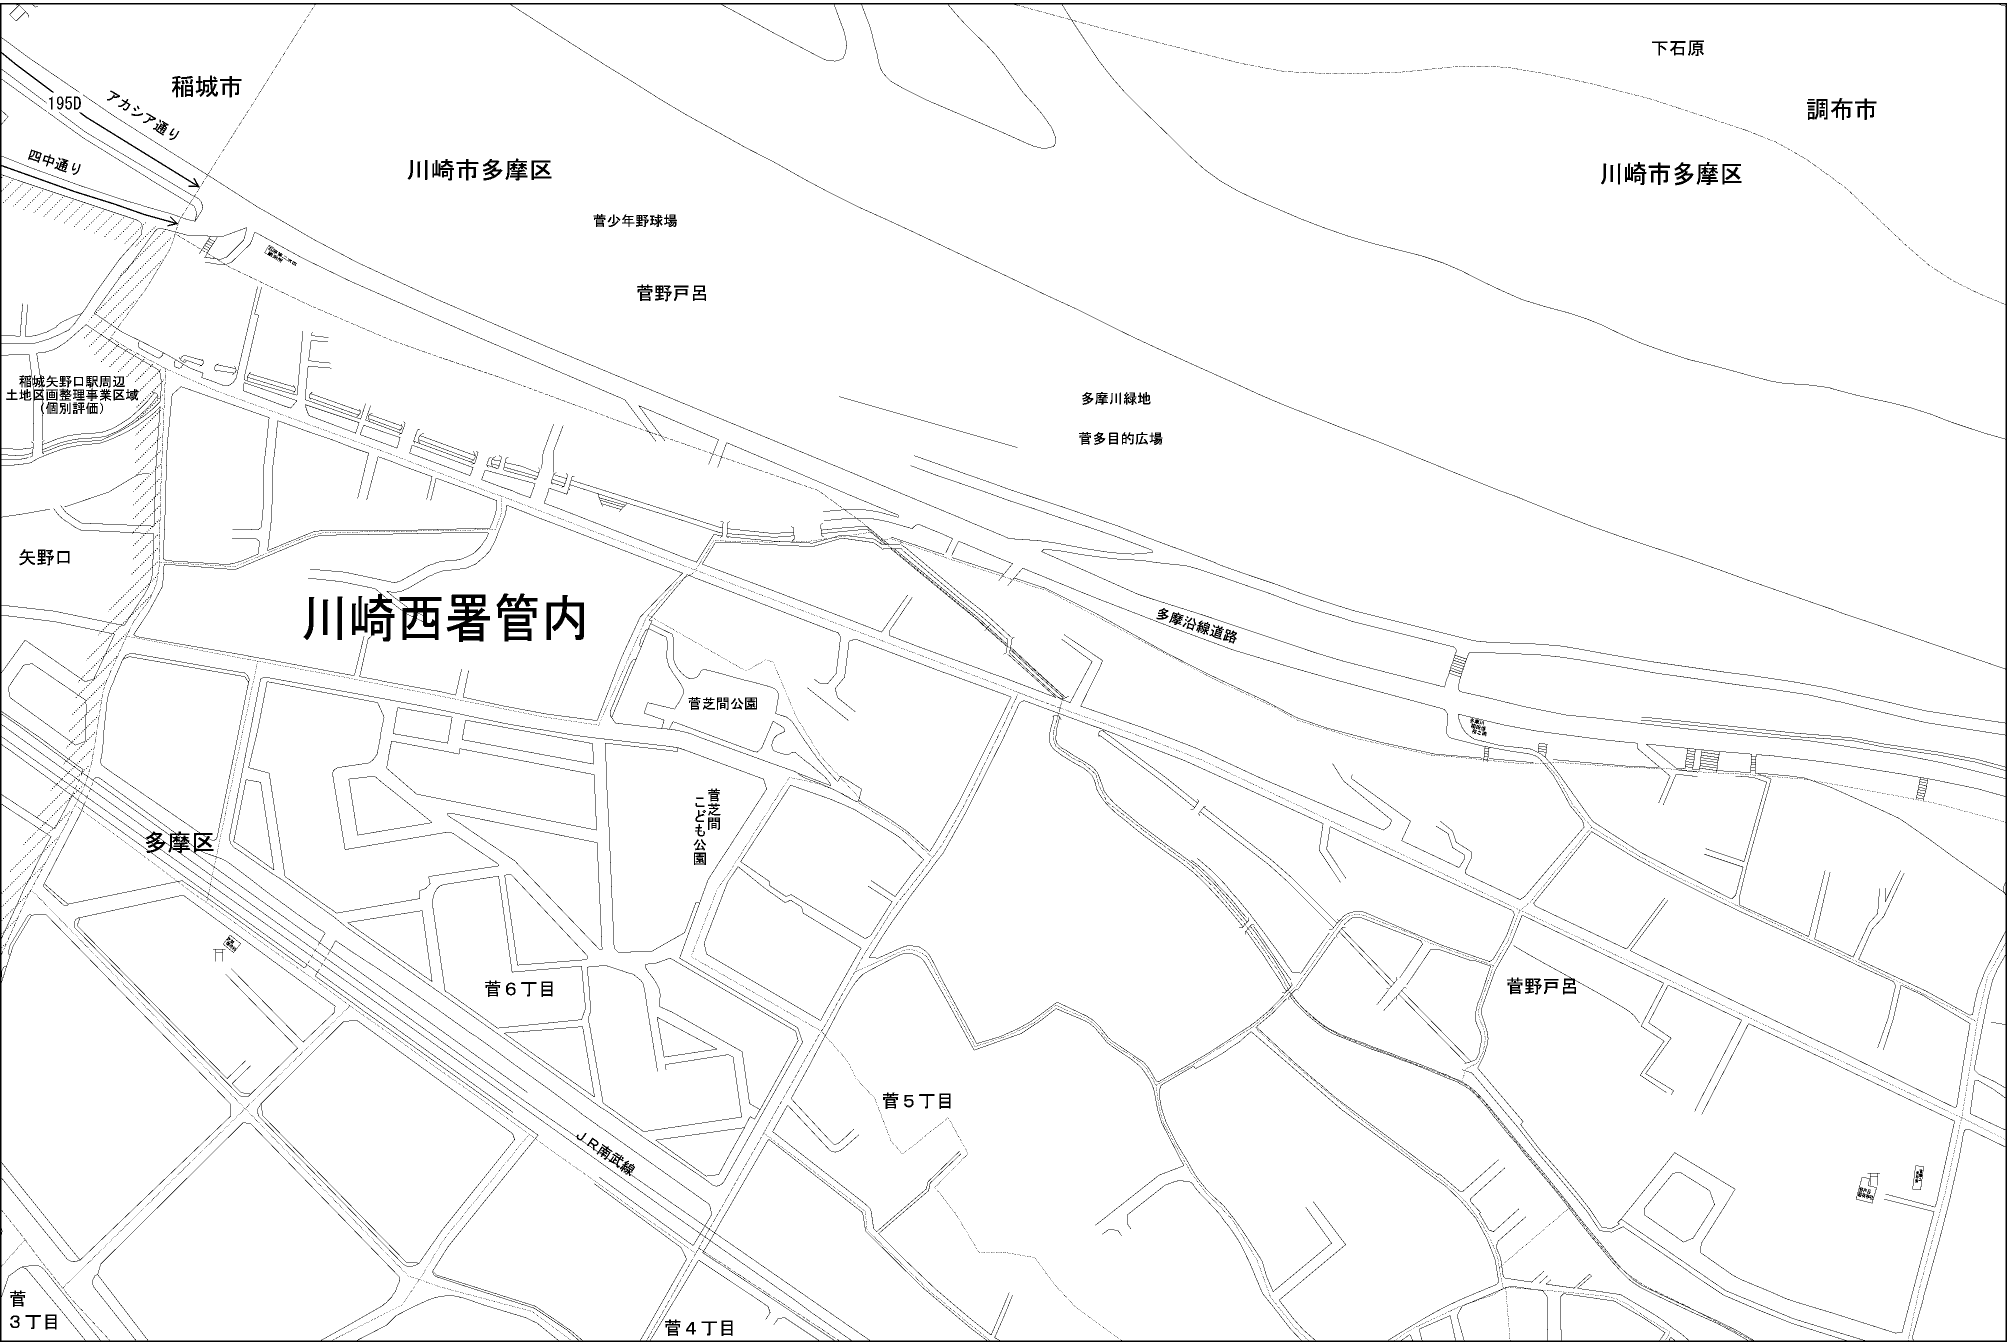 下石原
稲城市
調布市
195D
アカシア通り
四中通り
川崎市多摩区
川崎市多摩区
菅少年野球場
菅野戸呂
稲城矢野口駅周辺
土地区画整理事業区域
(個別評価)
多摩川緑地
菅多目的広場
矢野口
川崎西署管内
多摩沿線道路
菅芝間公園
菅芝間
こども公園
多摩区
菅6丁目
菅野戸呂
菅5丁目
JR南武線
菅
3丁目
菅4丁目